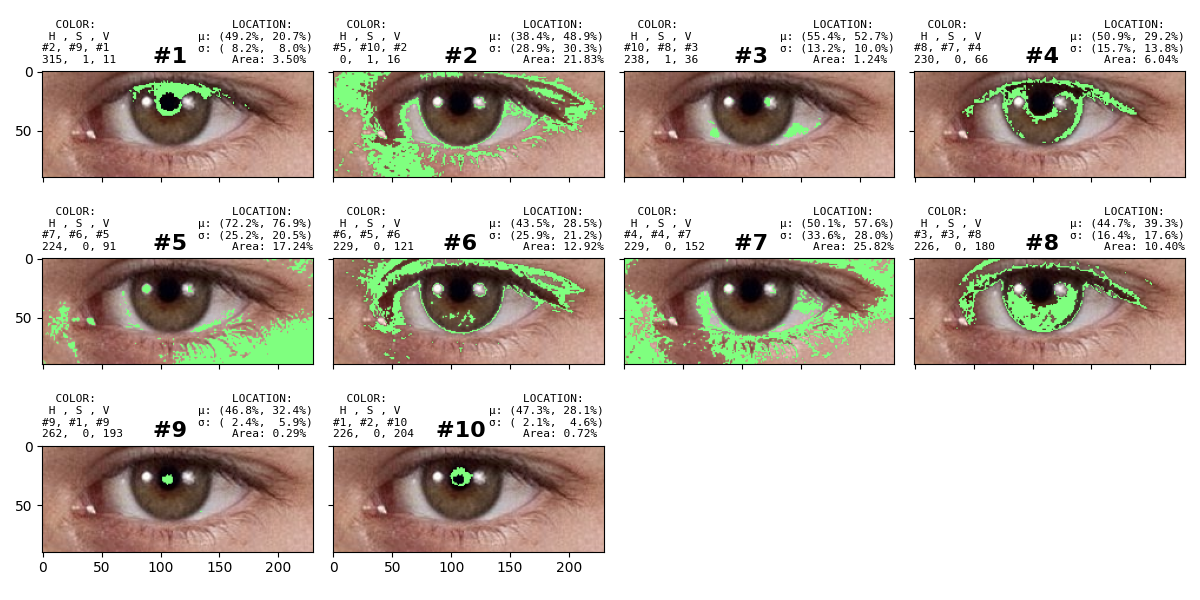 COLOR: LOCATION: COLOR: LOCATION: COLOR: LOCATION: COLOR: LOCATION:
H , S , V μ: (49.2%, 20.7%) H , S , V μ: (38.4%, 48.9%) H , S , V μ: (55.4%, 52.7%) H , S , V μ: (50.9%, 29.2%)
#2, #9, #1 #1 σ: ( 8.2%, 8.0%) #5, #10, #2 #2 σ: (28.9%, 30.3%) #10, #8, #3 #3 σ: (13.2%, 10.0%) #8, #7, #4 #4 σ: (15.7%, 13.8%)
315, 1, 11 Area: 3.50% 0, 1, 16 Area: 21.83% 238, 1, 36 Area: 1.24% 230, 0, 66 Area: 6.04%
0
50
COLOR: LOCATION: COLOR: LOCATION: COLOR: LOCATION: COLOR: LOCATION:
H , S , V μ: (72.2%, 76.9%) H , S , V μ: (43.5%, 28.5%) H , S , V μ: (50.1%, 57.6%) H , S , V μ: (44.7%, 39.3%)
#7, #6, #5 #5 σ: (25.2%, 20.5%) #6, #5, #6 #6 σ: (25.9%, 21.2%) #4, #4, #7 #7 σ: (33.6%, 28.0%) #3, #3, #8 #8 σ: (16.4%, 17.6%)
224, 0, 91 Area: 17.24% 229, 0, 121 Area: 12.92% 229, 0, 152 Area: 25.82% 226, 0, 180 Area: 10.40%
0
50
COLOR: LOCATION: COLOR: LOCATION:
H , S , V μ: (46.8%, 32.4%) H , S , V μ: (47.3%, 28.1%)
#9, #1, #9 #9 σ: ( 2.4%, 5.9%) #1, #2, #10 #10 σ: ( 2.1%, 4.6%)
262, 0, 193 Area: 0.29% 226, 0, 204 Area: 0.72%
0
50
0 50 100 150 200 0 50 100 150 200